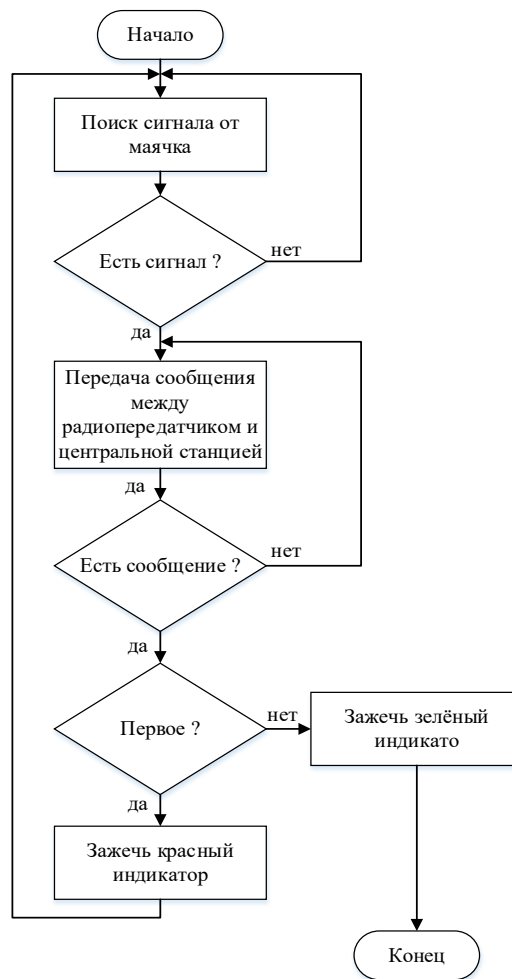 Начало
Поиск сигнала от
маячка
Есть сигнал ?
нет
да
Передача сообщения
между
радиопередатчиком и
центральной станцией
да
Есть сообщение ?
нет
да
Первое ?
нет
Зажечь зелёный
индикато
да
Зажечь красный
индикатор
Конец